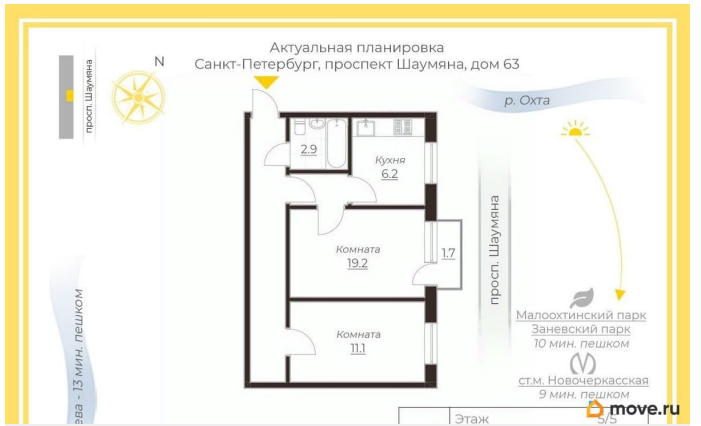 Актуальная планировка
Санкт-Петербург, проспект Шаумяна, дом 63
N
просп. Шаумяна
р. Охта
2.9
Кухня
6.2
Комната
19.2
1.7
просп. Шаумяна
Комната
11.1
Малоохтинский парк
Заневский парк
10 мин. пешком
ст.м. Новочеркасская
9 мин. пешком
- 13 мин. пешком
move.ru
Этаж
5/5